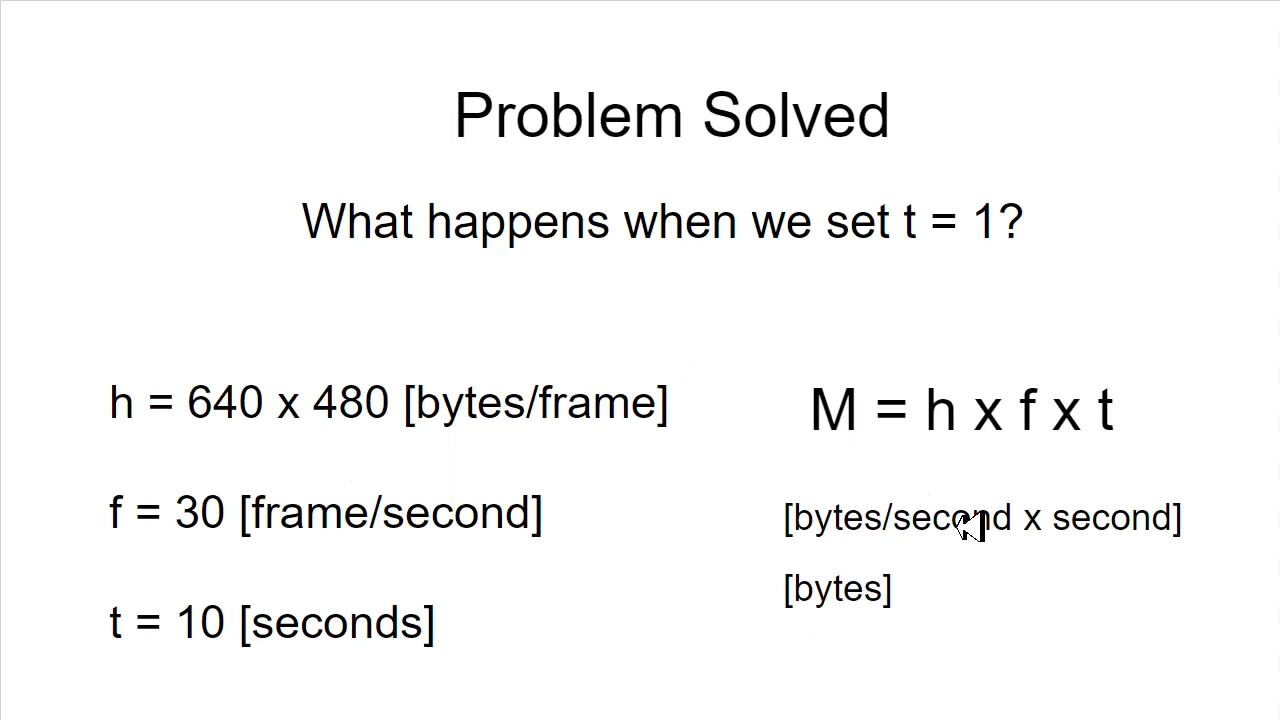 Problem Solved
What happens when we set t = 1?
h = 640 x 480 [bytes/frame]
M = h x f x t
f = 30 [frame/second]
[bytes/second x second]
[bytes]
t = 10 [seconds]